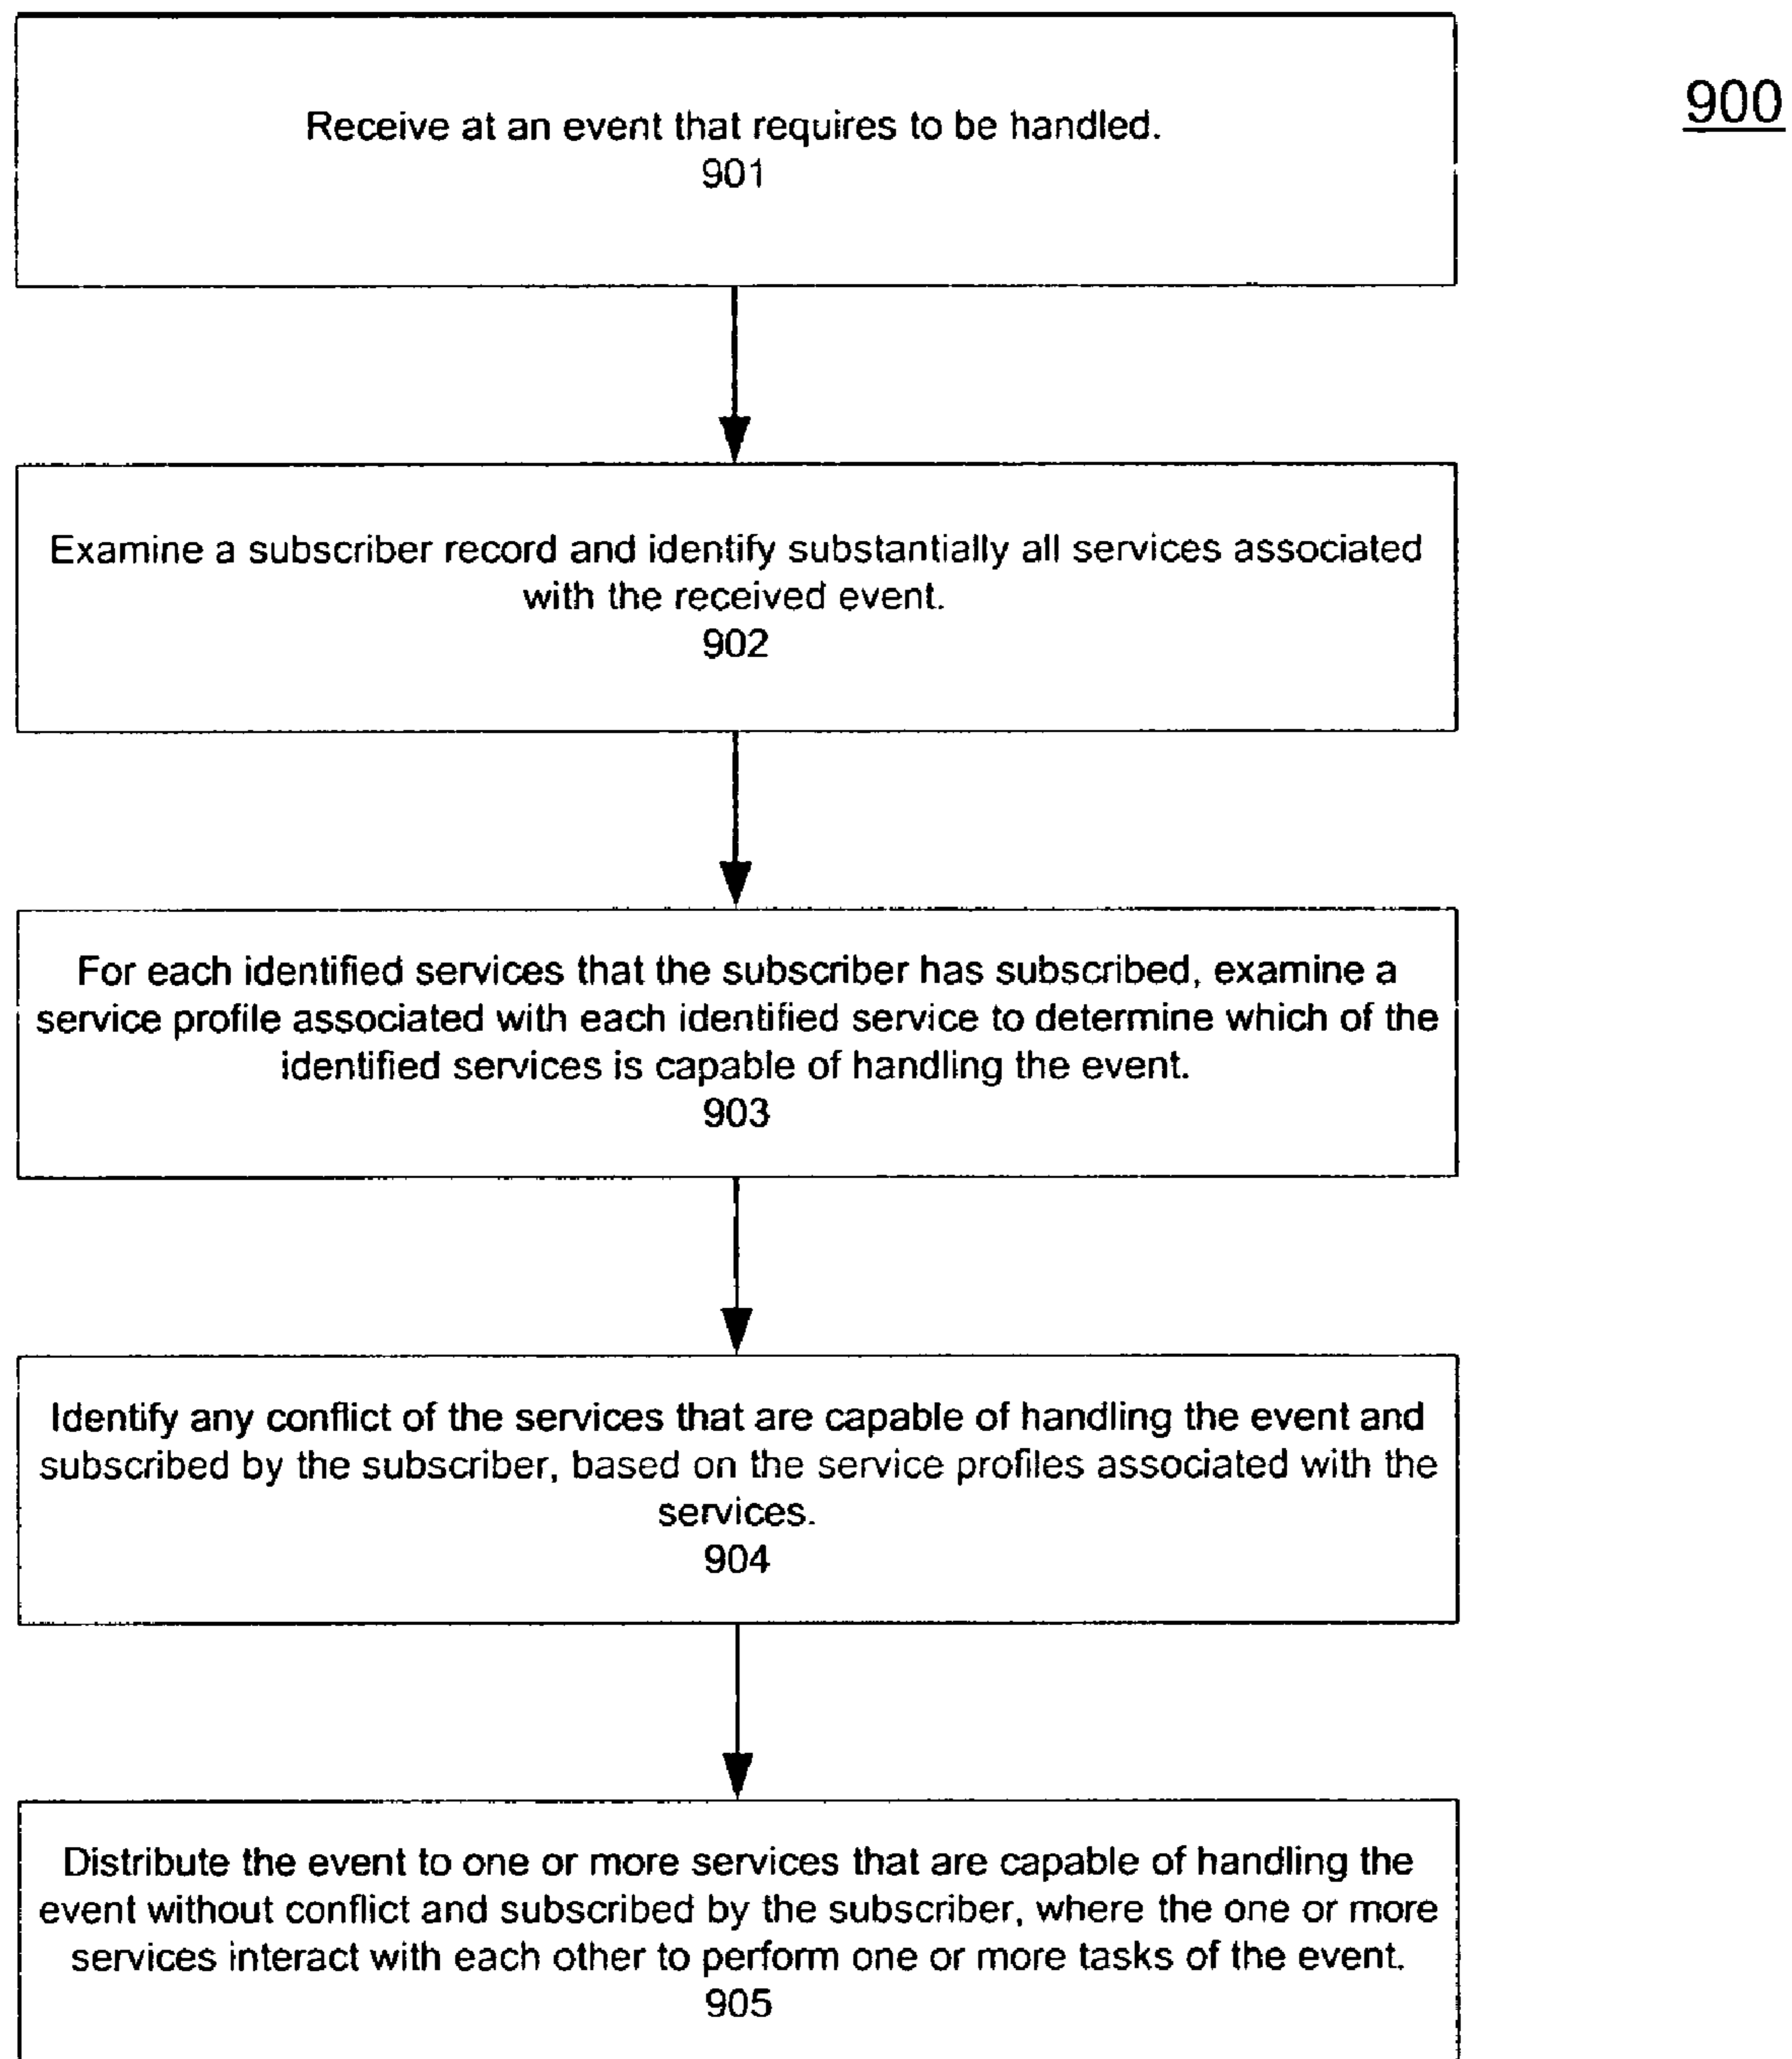 900
Receive at an event that requires to be handled.
901
Examine a subscriber record and identify substantially all services associated
with the received event.
902
For each identified services that the subscriber has subscribed, examine a
service profile associated with each identified service to determine which of the
identified services is capable of handling the event.
903
Identify any conflict of the services that are capable of handling the event and
subscribed by the subscriber, based on the service profiles associated with the
services.
904
Distribute the event to one or more services that are capable of handling the
event without conflict and subscribed by the subscriber, where the one or more
services interact with each other to perform one or more tasks of the event.
905